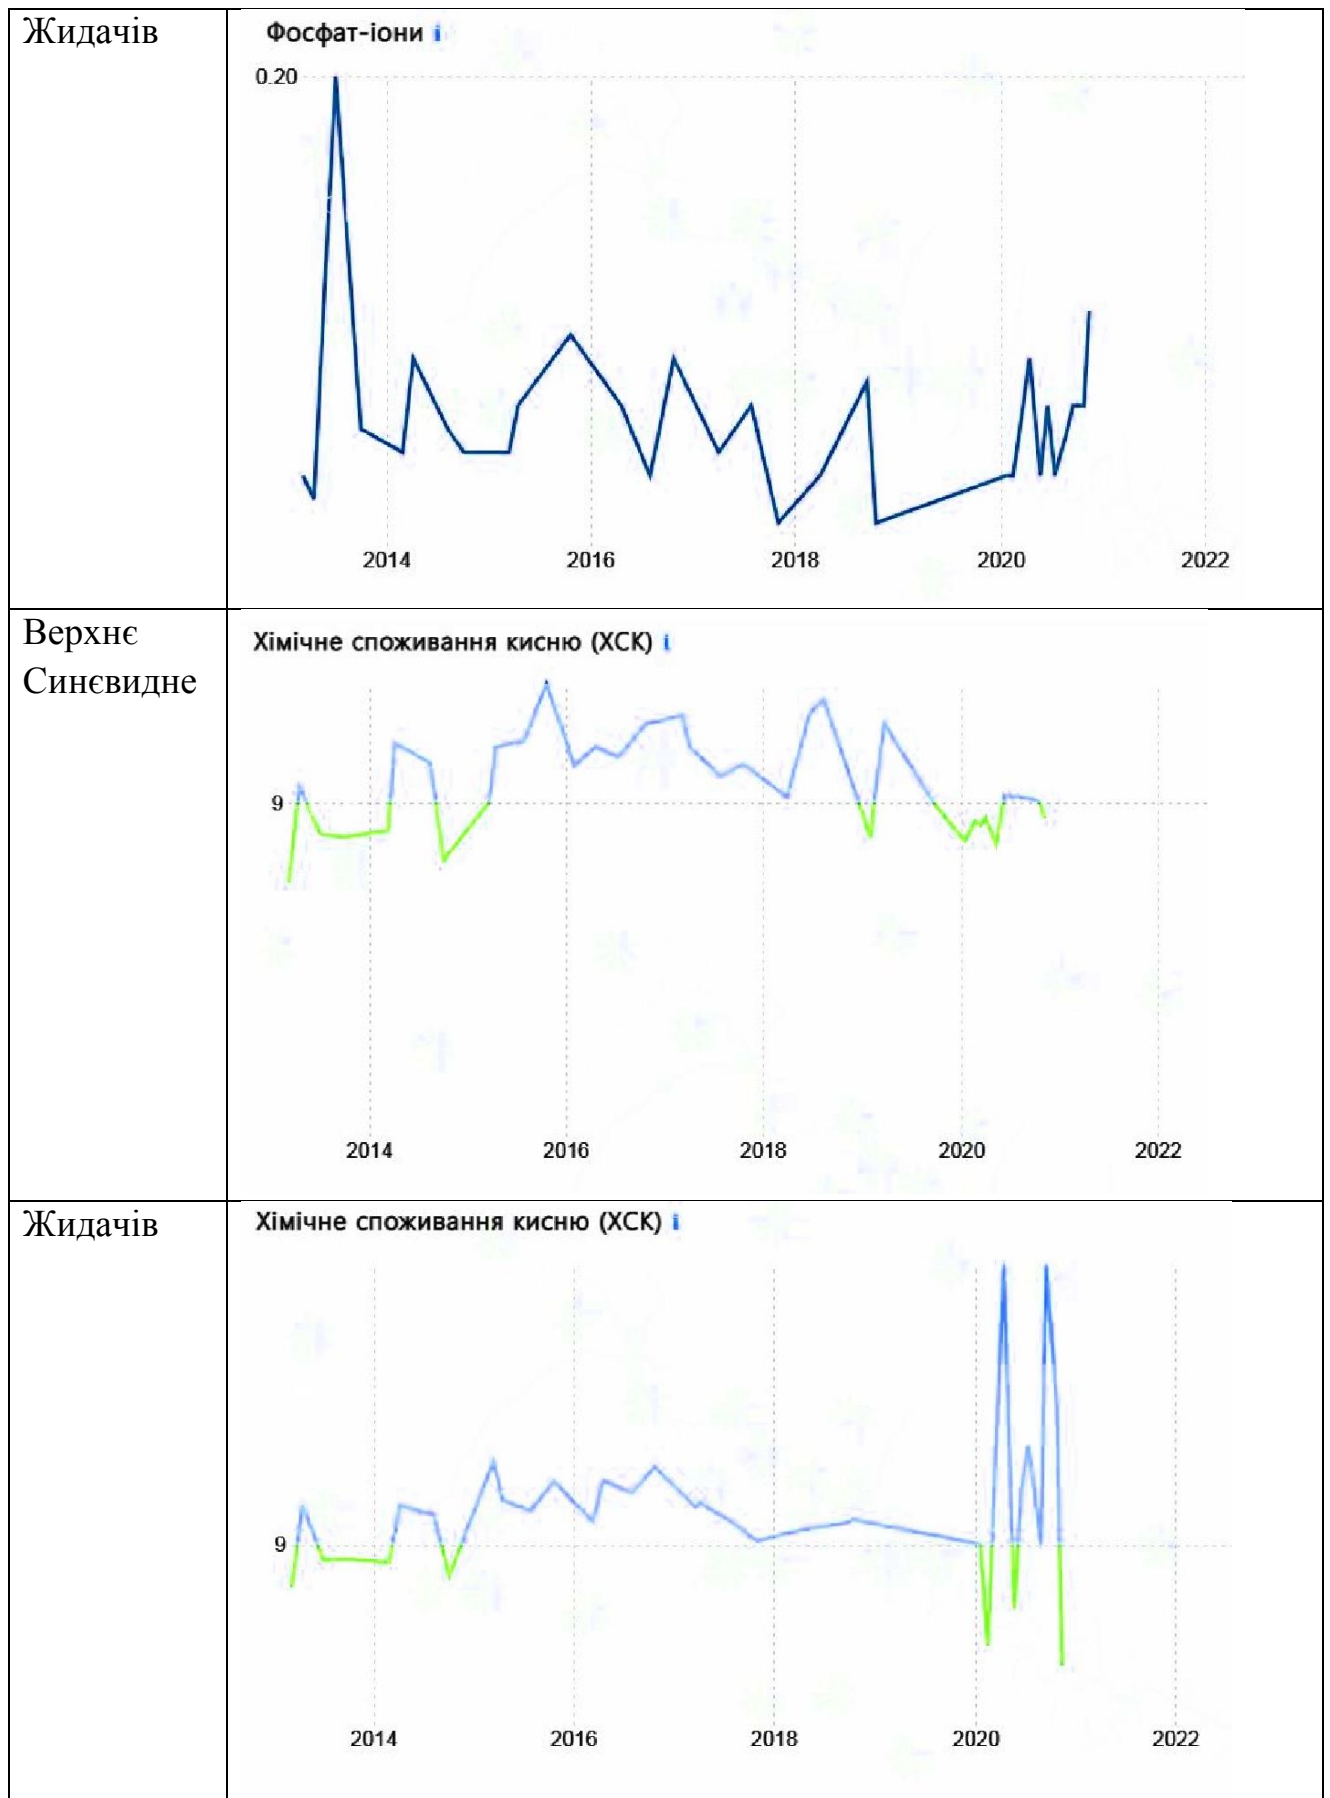 Жидачів
Фосфат-іони i
0.20
2014 2016 2018 2020 2022
Верхнє
Синєвидне
Хімічне споживання кисню (ХСК) i
9
2014 2016 2018 2020 2022
Жидачів
Хімічне споживання кисню (ХСК) i
9
2014 2016 2018 2020 2022